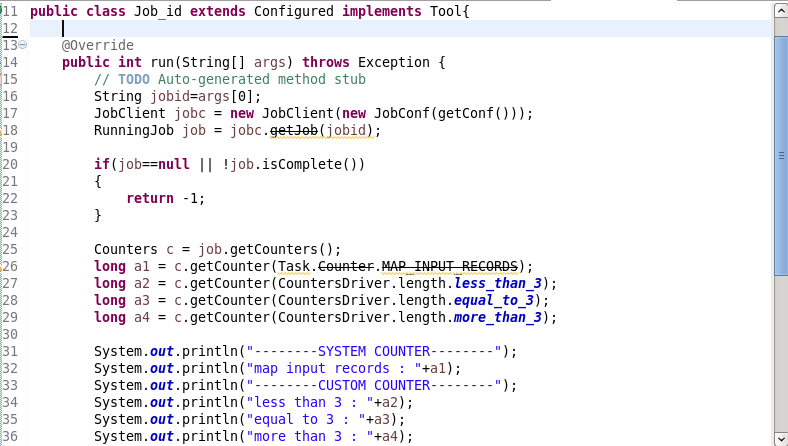 11 public class Job_id extends Configured implements Tool{
12
13 @Override
14 public int run(String[] args) throws Exception {
15 // TODO Auto-generated method stub
16 String jobid=args[0];
17 JobClient jobc = new JobClient(new JobConf(getConf()));
18 RunningJob job = jobc.getJob(jobid);
19
20 if(job==null || !job.isComplete())
21 {
22 return -1;
23 }
24
25 Counters c = job.getCounters();
26 long a1 = c.getCounter(Task.Counter.MAP_INPUT_RECORDS);
27 long a2 = c.getCounter(CountersDriver.length.less_than_3);
28 long a3 = c.getCounter(CountersDriver.length.equal_to_3);
29 long a4 = c.getCounter(CountersDriver.length.more_than_3);
30
31 System.out.println("--------SYSTEM COUNTER--------");
32 System.out.println("map input records : "+a1);
33 System.out.println("--------CUSTOM COUNTER--------");
34 System.out.println("less than 3 : "+a2);
35 System.out.println("equal to 3 : "+a3);
36 System.out.println("more than 3 : "+a4);